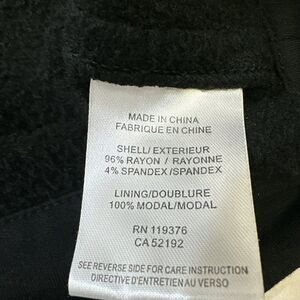 MADE IN CHINA
FABRIQUE EN CHINE
SHELL/ EXTERIEUR
96% RAYON / RAYONNE
4% SPANDEX /SPANDEX
LINING/DOUBLURE
100% MODAL/MODAL
RN 119376
CA 52192
SEE REVERSE SIDE FOR CARE INSTRUCTION
DIRECTIVE D'ENTRETIEN AU VERSO